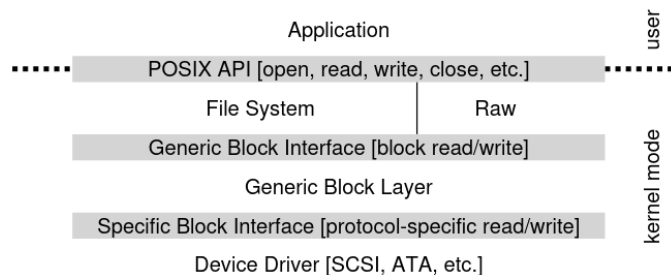 Application
user
POSIX API [open, read, write, close, etc.]
File System
Raw
Generic Block Interface [block read/write]
Generic Block Layer
kernel mode
Specific Block Interface [protocol-specific read/write]
Device Driver [SCSI, ATA, etc.]